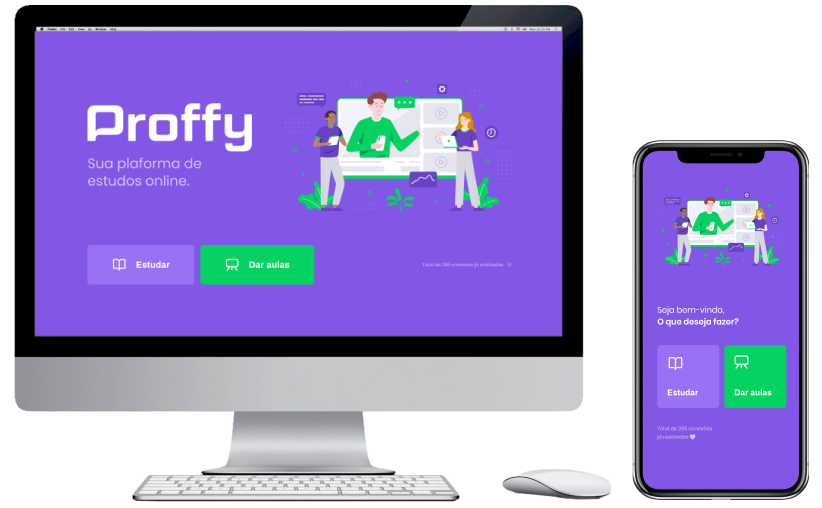 Finder File Edit View Go Window Help
Proffy
Sua plaforma de
estudos online.
Estudar
Dar aulas
Total de 285 conexões já realizadas
Seja bem-vindo,
O que deseja fazer?
Estudar
Dar aulas
Total de 285 conexões
já realizadas